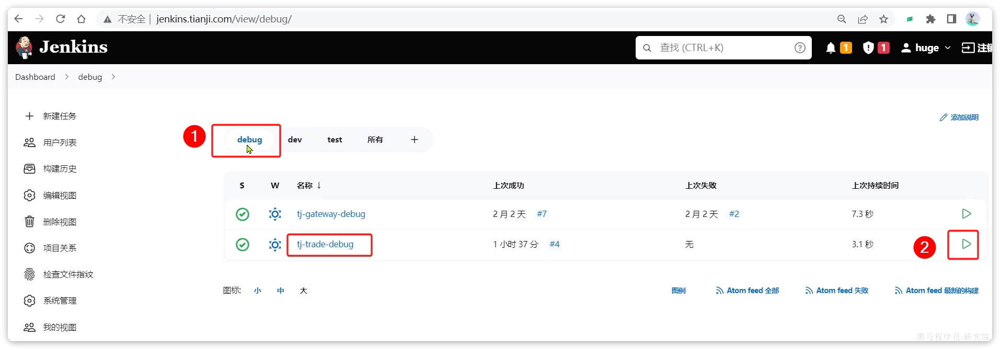 不安全 | jenkins.tianji.com/view/debug/
Jenkins
查找 (CTRL+K)
1
1
huge
注销
Dashboard
debug
新建任务
用户列表
构建历史
编辑视图
删除视图
项目关系
检查文件指纹
系统管理
我的视图
添加说明
1
debug
dev
test
所有
+
S W 名称 ↓ 上次成功 上次失败 上次持续时间
tj-gateway-debug 2 月 2 天 #7 2 月 2 天 #2 7.3 秒
tj-trade-debug 1 小时 37 分 #4 无 3.1 秒
2
图标: 小 中 大
图例 Atom feed 全部 Atom feed 失败 Atom feed 最新的构建
黑马程序员-研究院